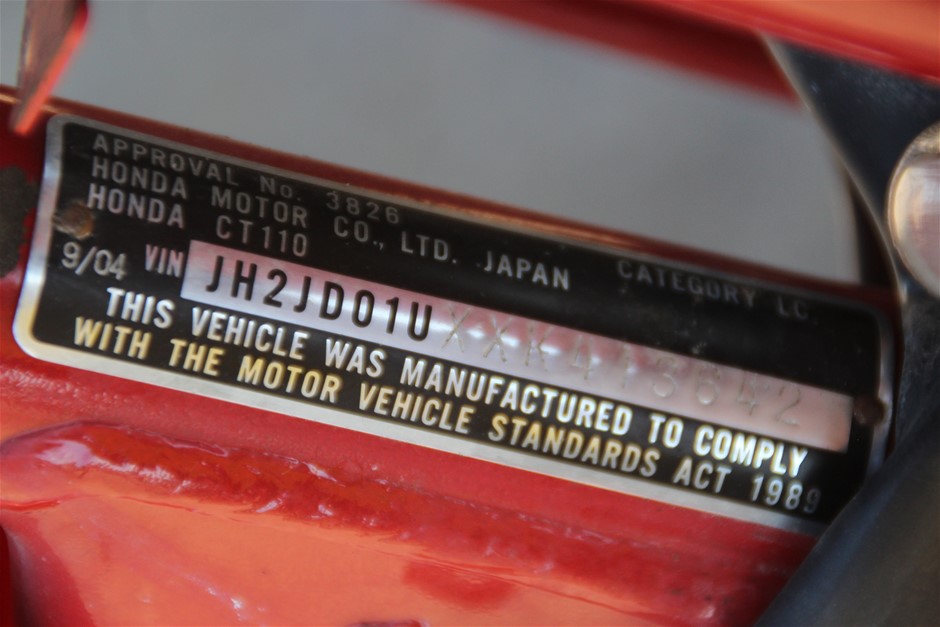 APPROVAL No. 3826 CATEGORY LC
HONDA MOTOR CO., LTD. JAPAN
HONDA CT110
9/04 VIN JH2JD01UXXK413642
THIS VEHICLE WAS MANUFACTURED TO COMPLY
WITH THE MOTOR VEHICLE STANDARDS ACT 1989